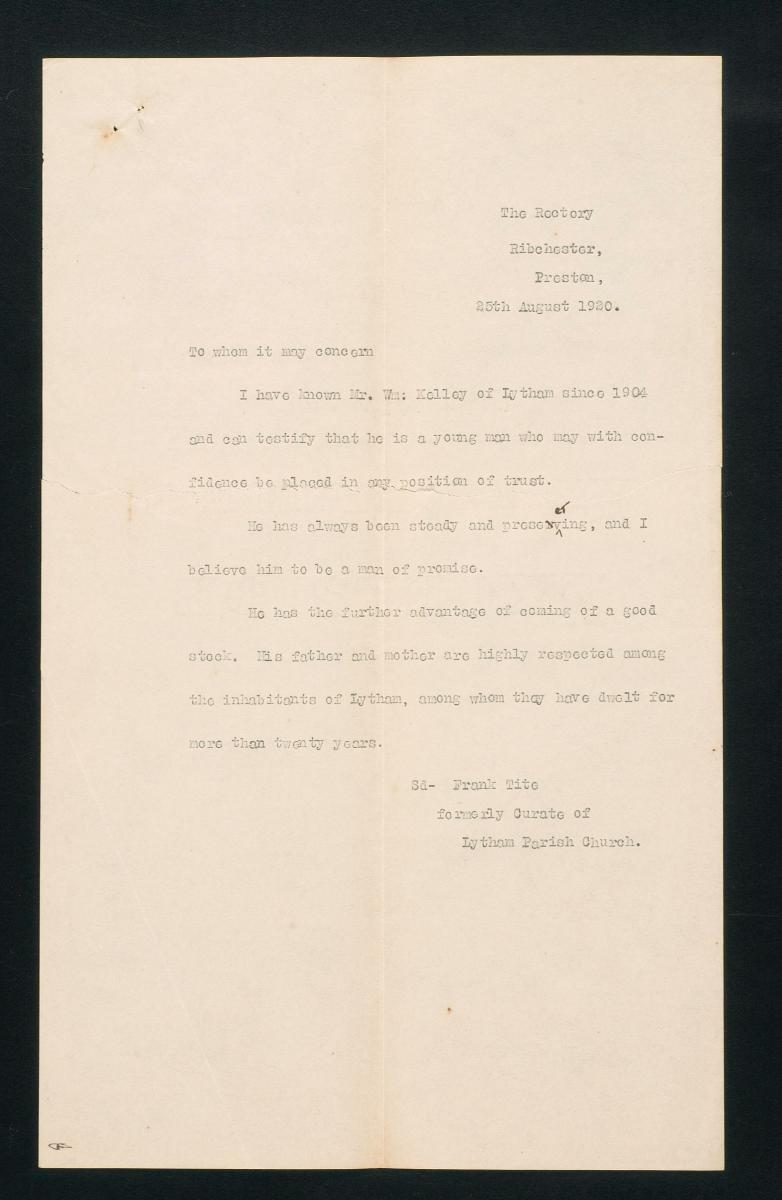 The Rectory
Ribchester,
Preston,
25th August 1920.
To whom it may concern
I have known Mr. Wm: Kelley of Lytham since 1904
and can testify that he is a young man who may with con-
fidence be placed in any position of trust.
er
He has always been steady and preserving, and I
believe him to be a man of promise.
He has the further advantage of coming of a good
stock. His father and mother are highly respected among
the inhabitants of Lytham, among whom they have dwelt for
more than twenty years.
Sd- Frank Tite
formerly Curate of
Lytham Parish Church.